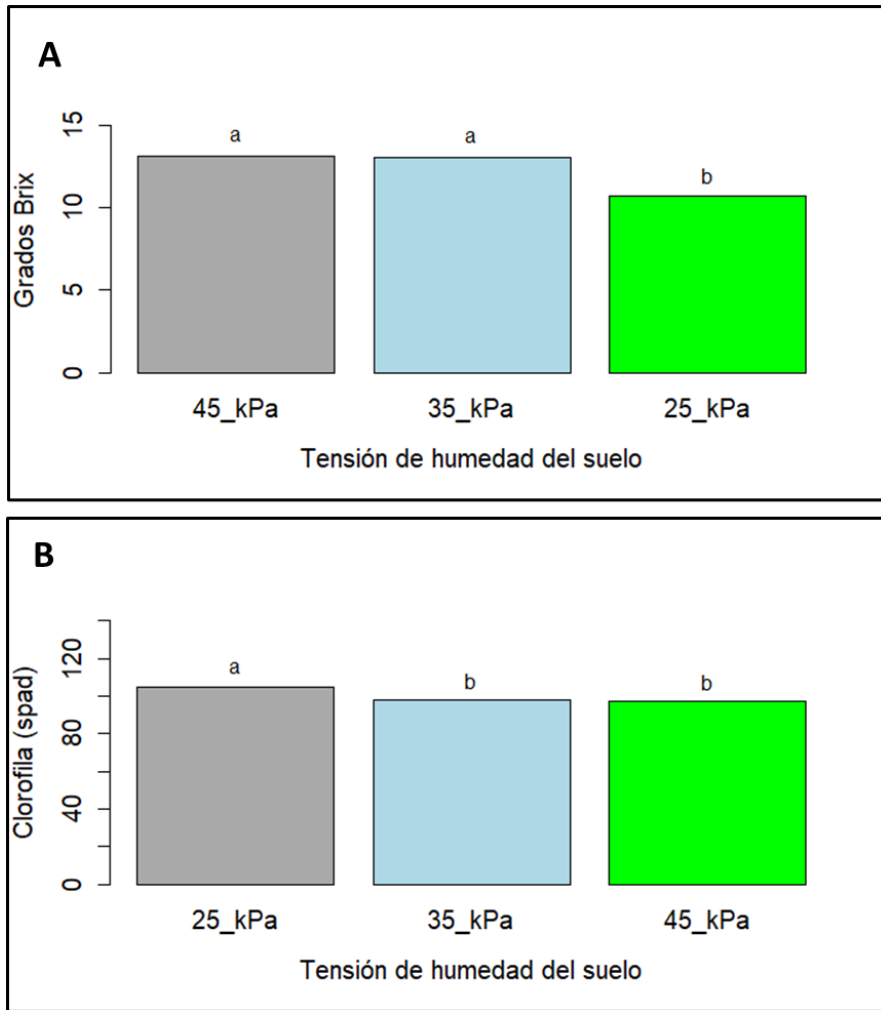 A
15
10
5
0
Grados Brix
a
a
b
45_kPa
35_kPa
25_kPa
Tensión de humedad del suelo
B
120
80
40
0
Clorofila (spad)
a
b
b
25_kPa
35_kPa
45_kPa
Tensión de humedad del suelo